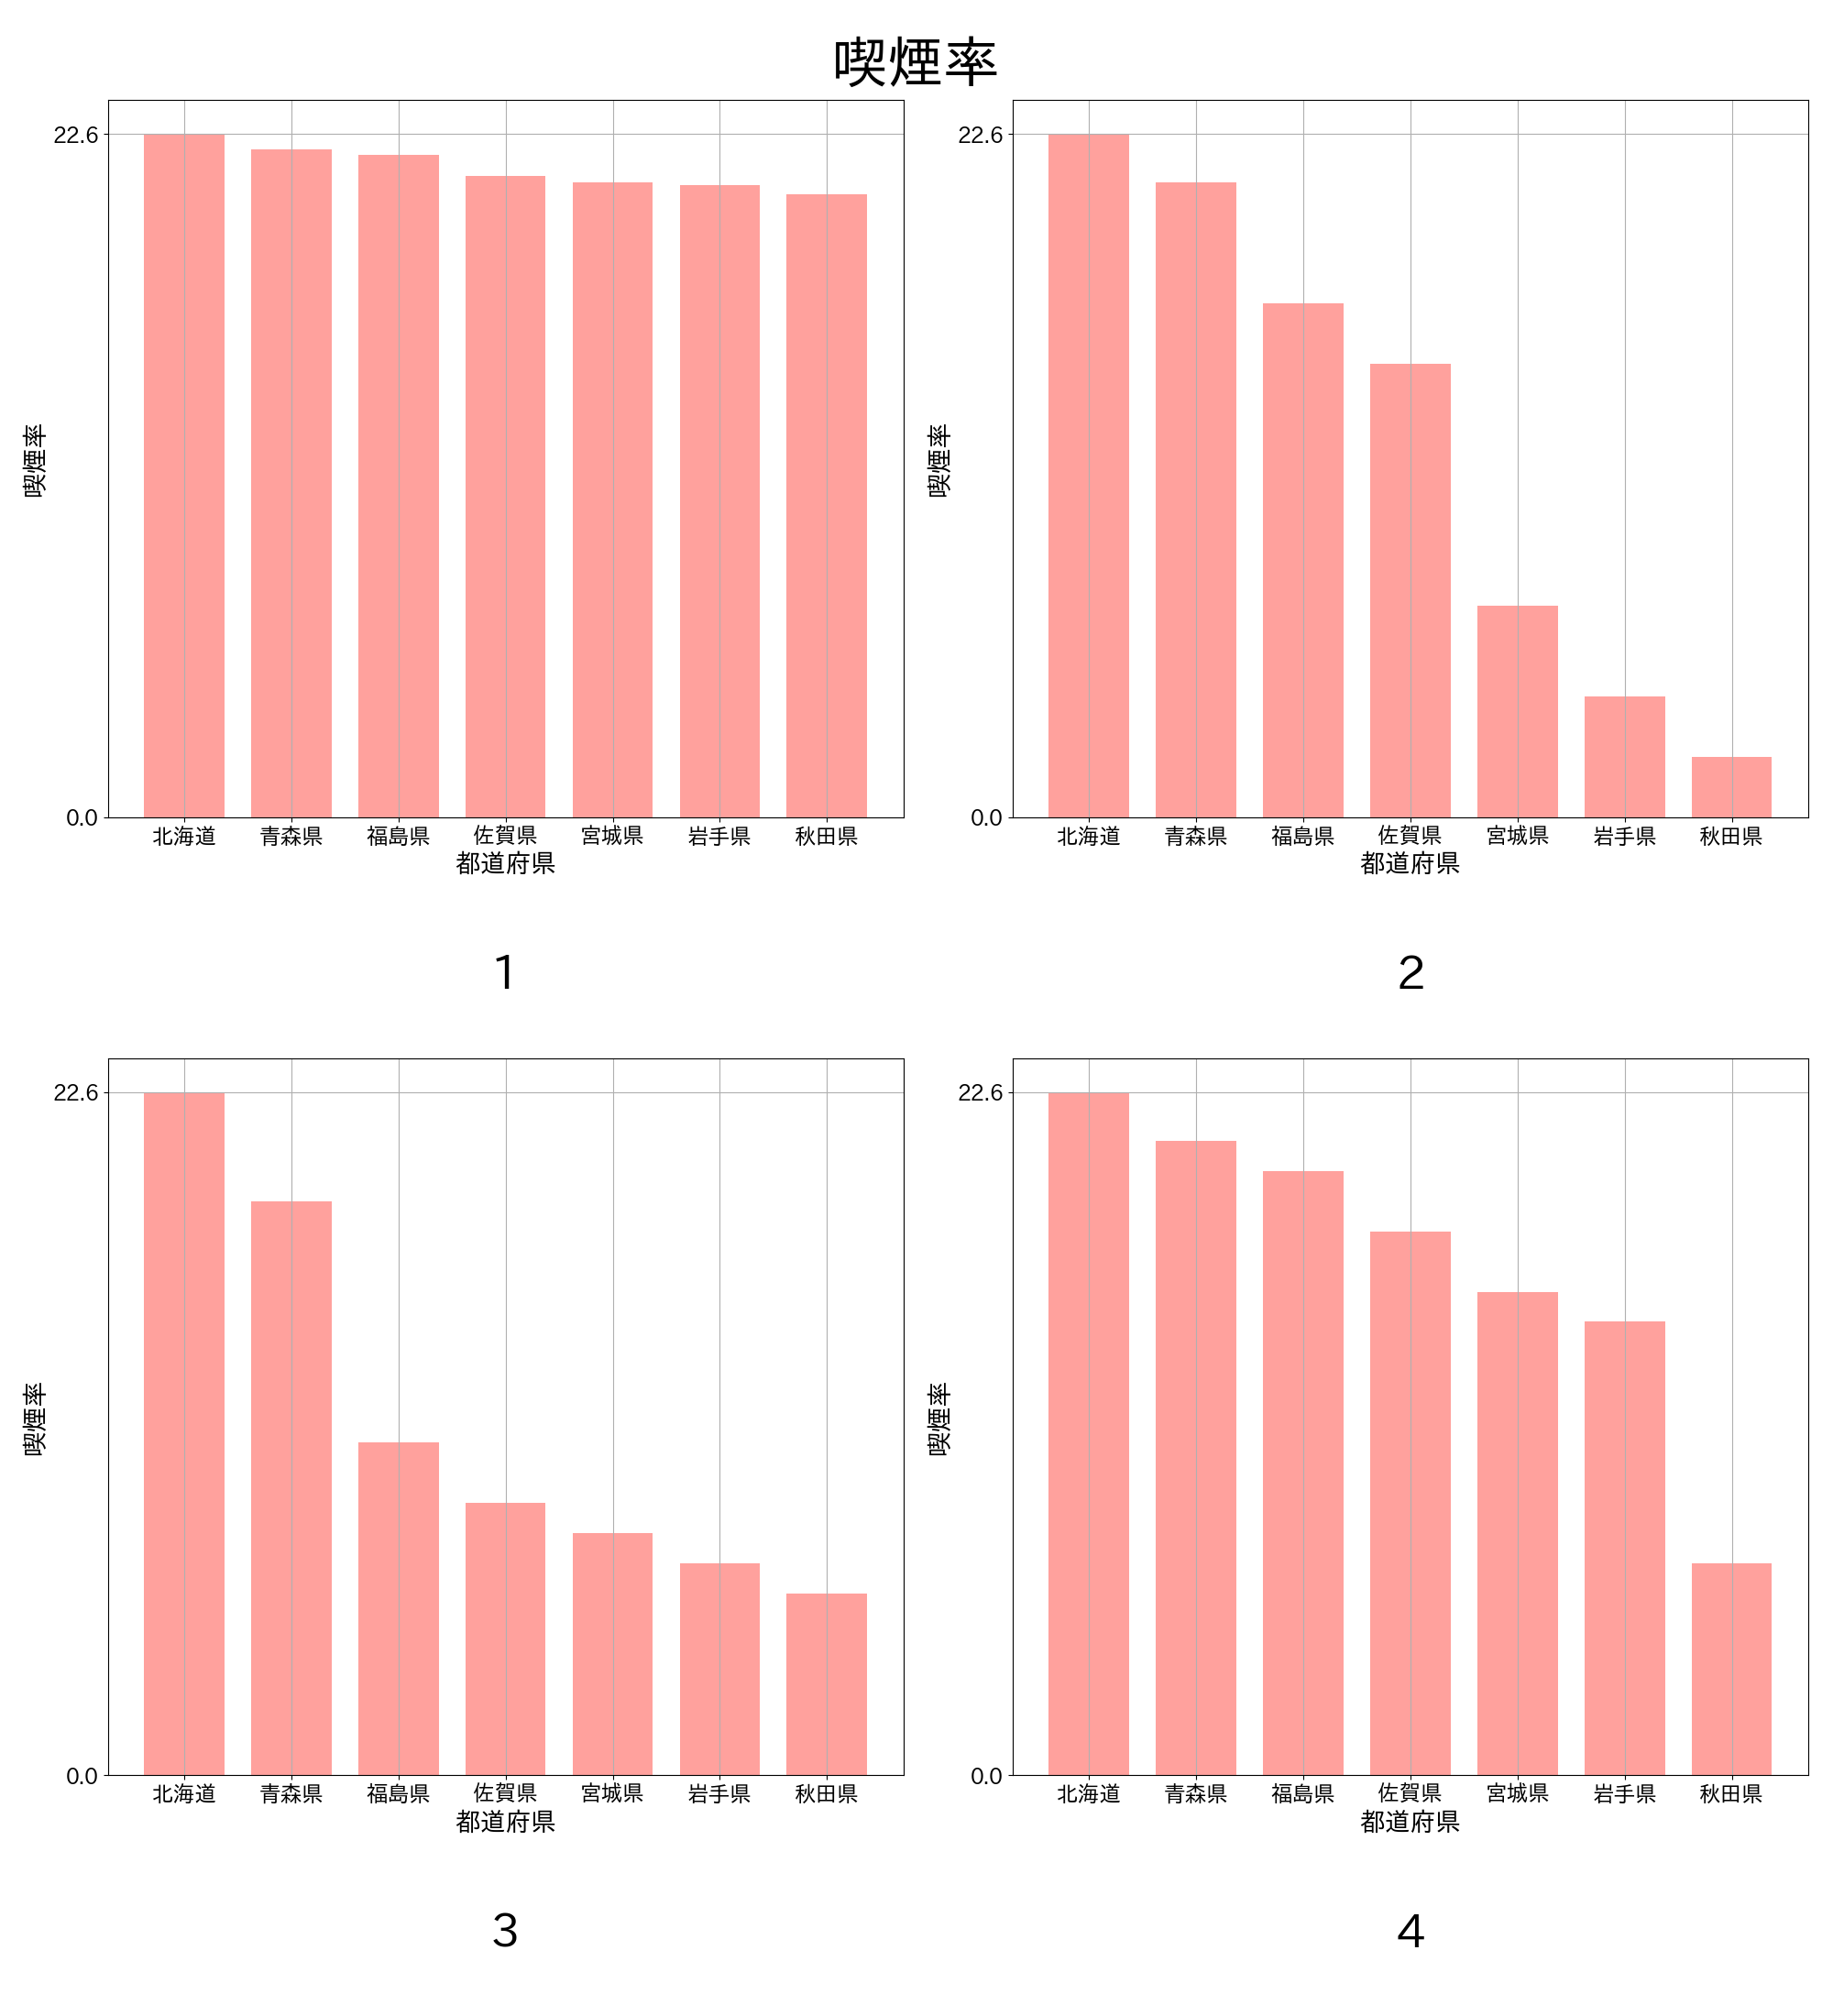 喫煙率
22.6
0.0
喫煙率
北海道 青森県 福島県 佐賀県 宮城県 岩手県 秋田県
都道府県
1
22.6
0.0
喫煙率
北海道 青森県 福島県 佐賀県 宮城県 岩手県 秋田県
都道府県
2
22.6
0.0
喫煙率
北海道 青森県 福島県 佐賀県 宮城県 岩手県 秋田県
都道府県
3
22.6
0.0
喫煙率
北海道 青森県 福島県 佐賀県 宮城県 岩手県 秋田県
都道府県
4